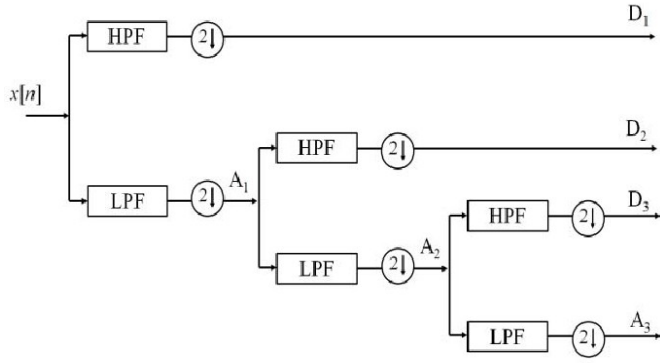 D₁
HPF 2↓
x[n]
D₂
HPF 2↓
A₁
LPF 2↓
D₃
HPF 2↓
A₂
LPF 2↓
A₃
LPF 2↓